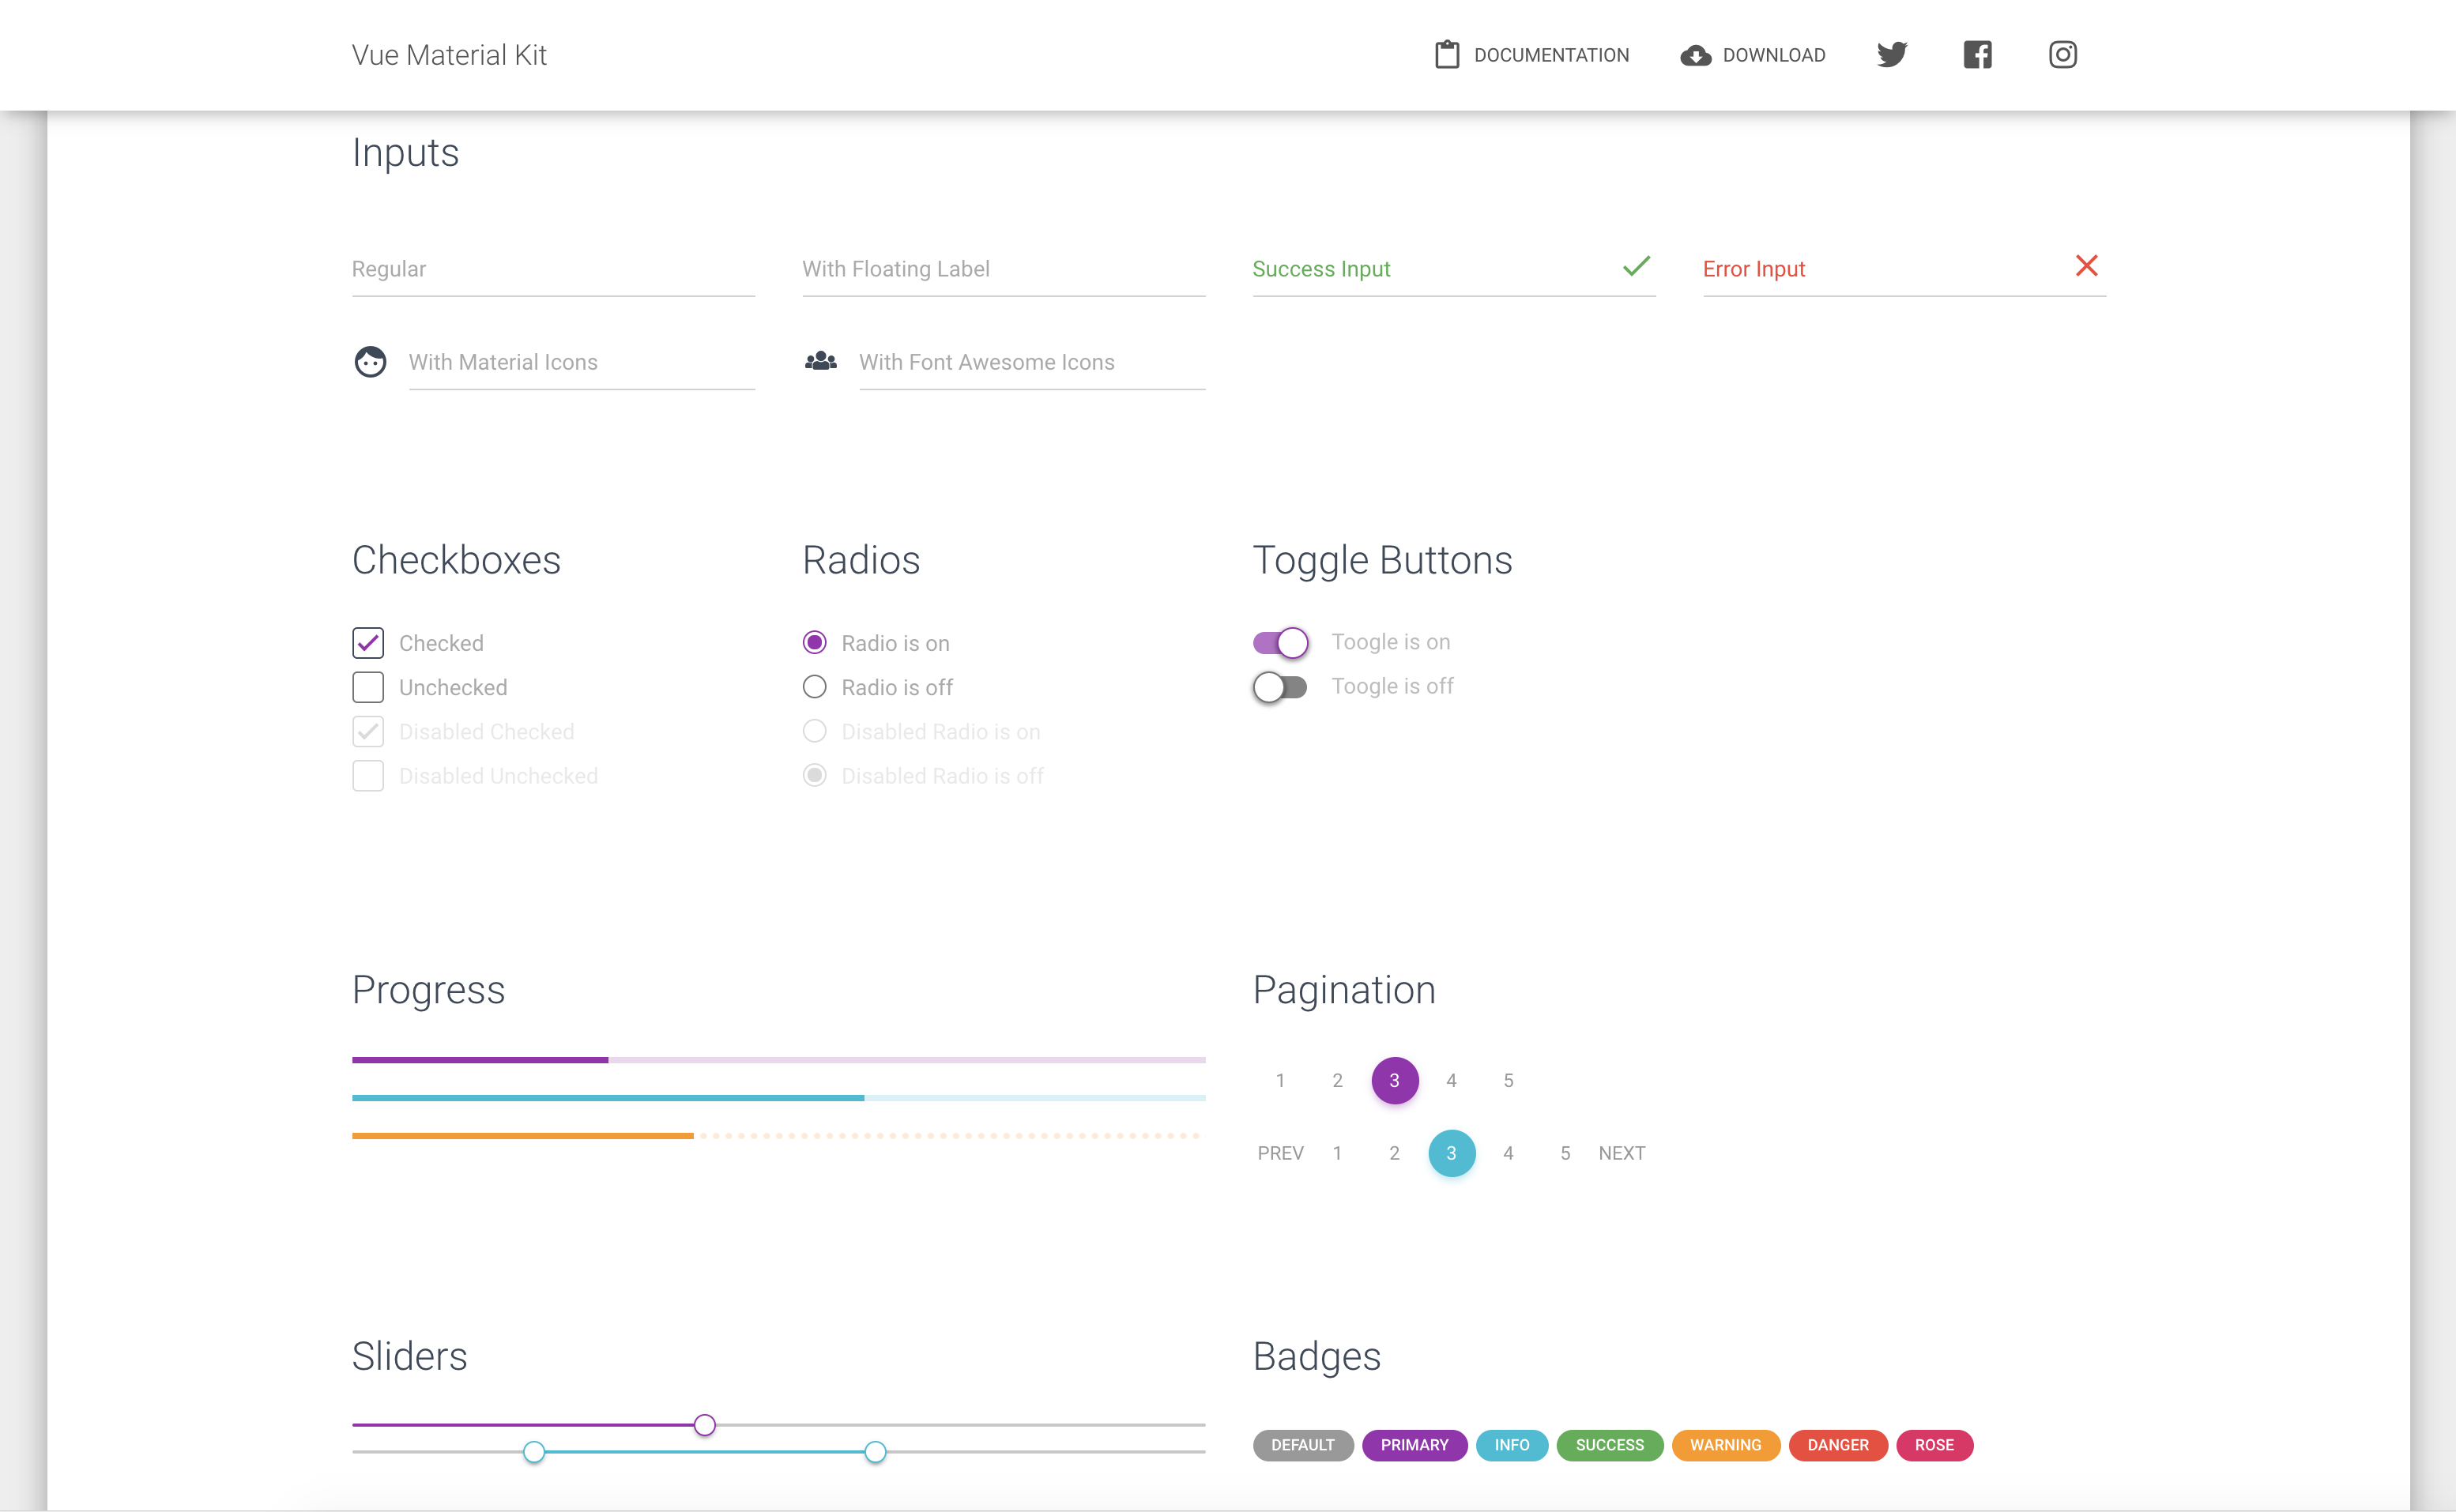 Vue Material Kit
DOCUMENTATION
DOWNLOAD
Inputs
Regular
With Floating Label
Success Input
Error Input
With Material Icons
With Font Awesome Icons
Checkboxes
Checked
Unchecked
Disabled Checked
Disabled Unchecked
Radios
Radio is on
Radio is off
Disabled Radio is on
Disabled Radio is off
Toggle Buttons
Toogle is on
Toogle is off
Progress
Pagination
1 2 3 4 5
PREV 1 2 3 4 5 NEXT
Sliders
Badges
DEFAULT PRIMARY INFO SUCCESS WARNING DANGER ROSE